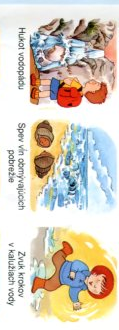 Hukot vodopádu
Spev vĺn obmývajúcich
pobrežie
Zvuk krokov
v kalužiach vody